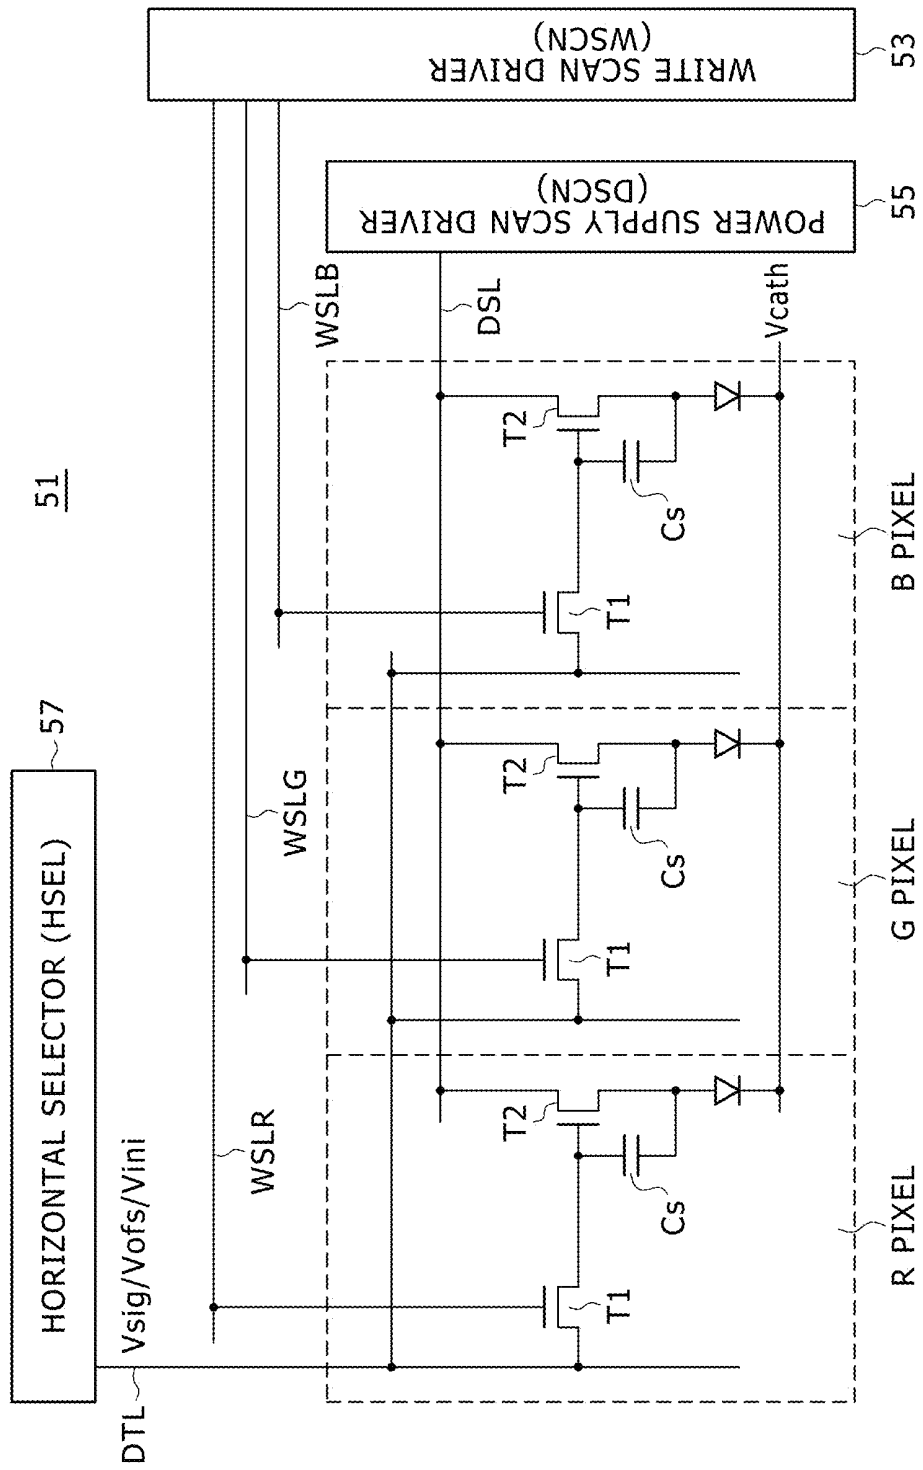 51
HORIZONTAL SELECTOR (HSEL)
57
DTL
Vsig/Vofs/Vini
WSLR
WSLG
WSLB
WRITE SCAN DRIVER
(WSCN)
53
DSL
POWER SUPPLY SCAN DRIVER
(DSCN)
55
T2
T2
T2
T1
T1
T1
Cs
Cs
Cs
Vcath
R PIXEL
G PIXEL
B PIXEL